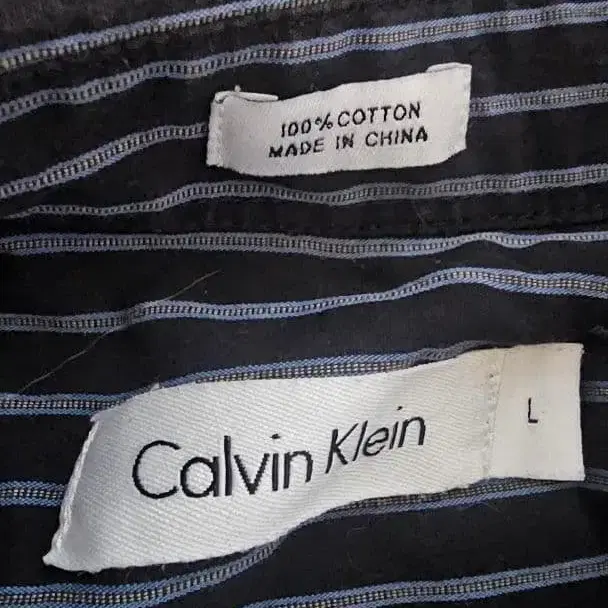 100% COTTON
MADE IN CHINA
Calvin Klein
L